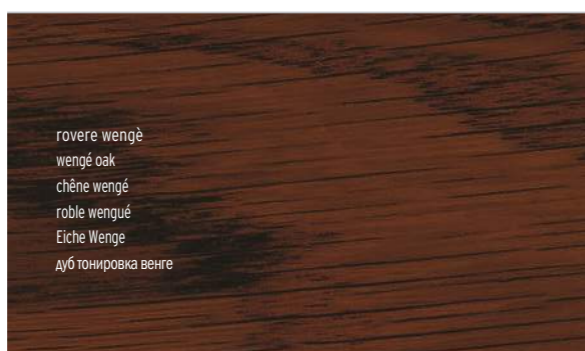 rovere wengè
wengé oak
chêne wengé
roble wengué
Eiche Wenge
дуб тонировка венге